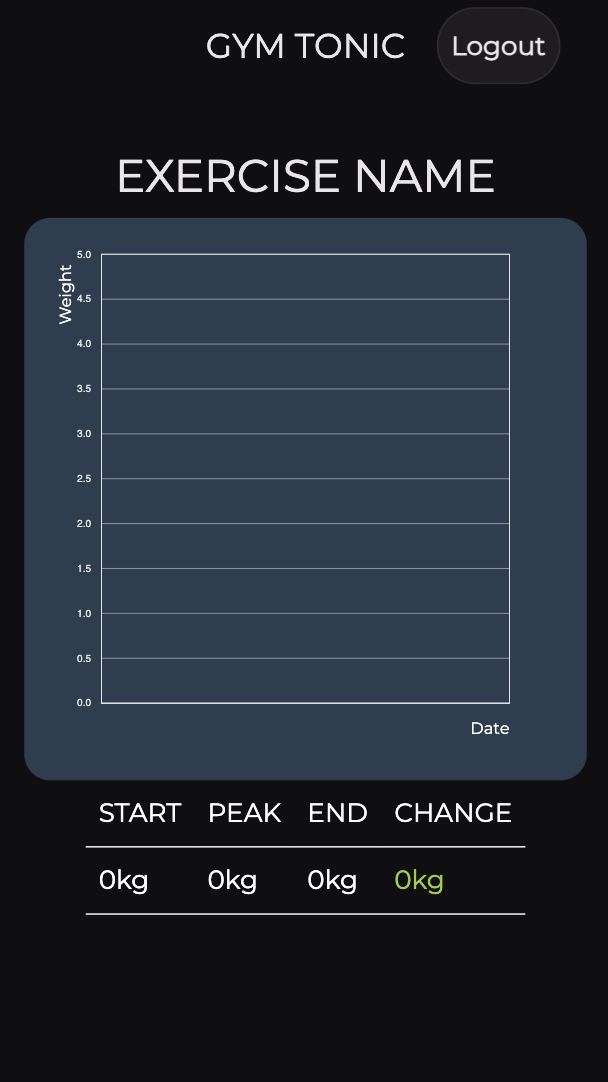 GYM TONIC Logout
EXERCISE NAME
Weight
5.0
4.5
4.0
3.5
3.0
2.5
2.0
1.5
1.0
0.5
0.0
Date
START PEAK END CHANGE
0kg 0kg 0kg 0kg